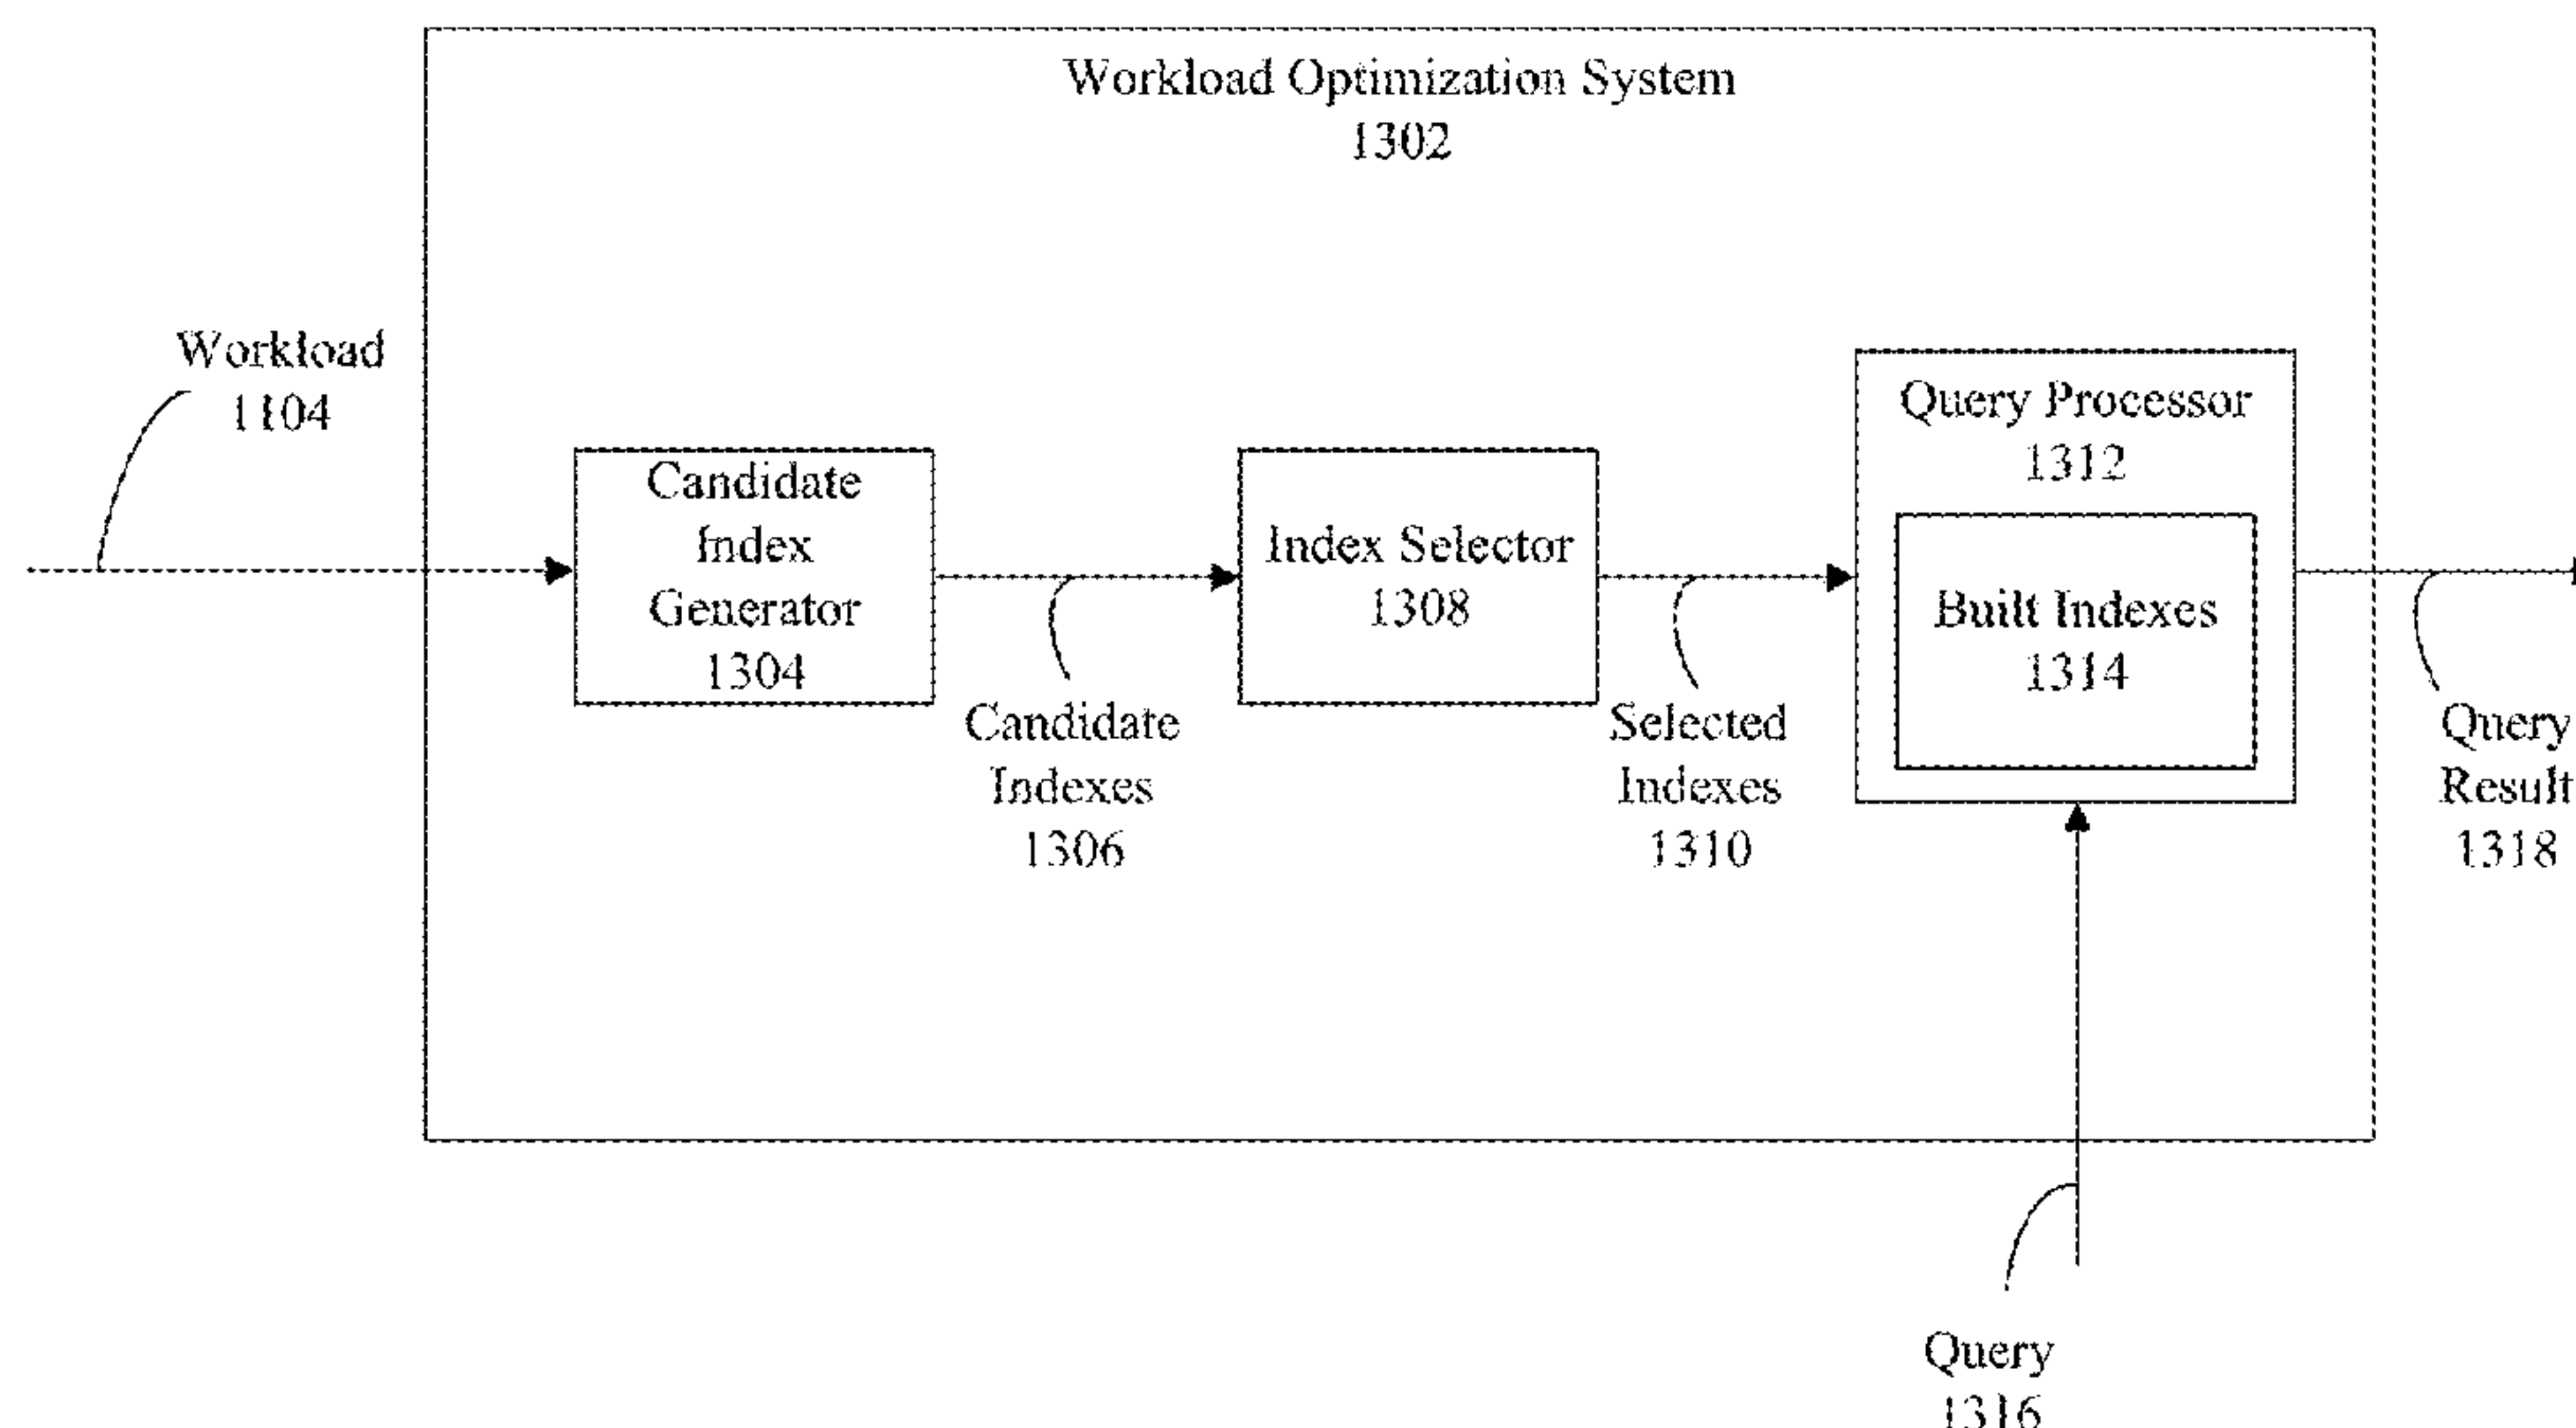 Workload Optimization System
1302
Workload
1104
Candidate
Index
Generator
1304
Candidate
Indexes
1306
Index Selector
1308
Selected
Indexes
1310
Query Processor
1312
Built Indexes
1314
Query
Result
1318
Query
1316